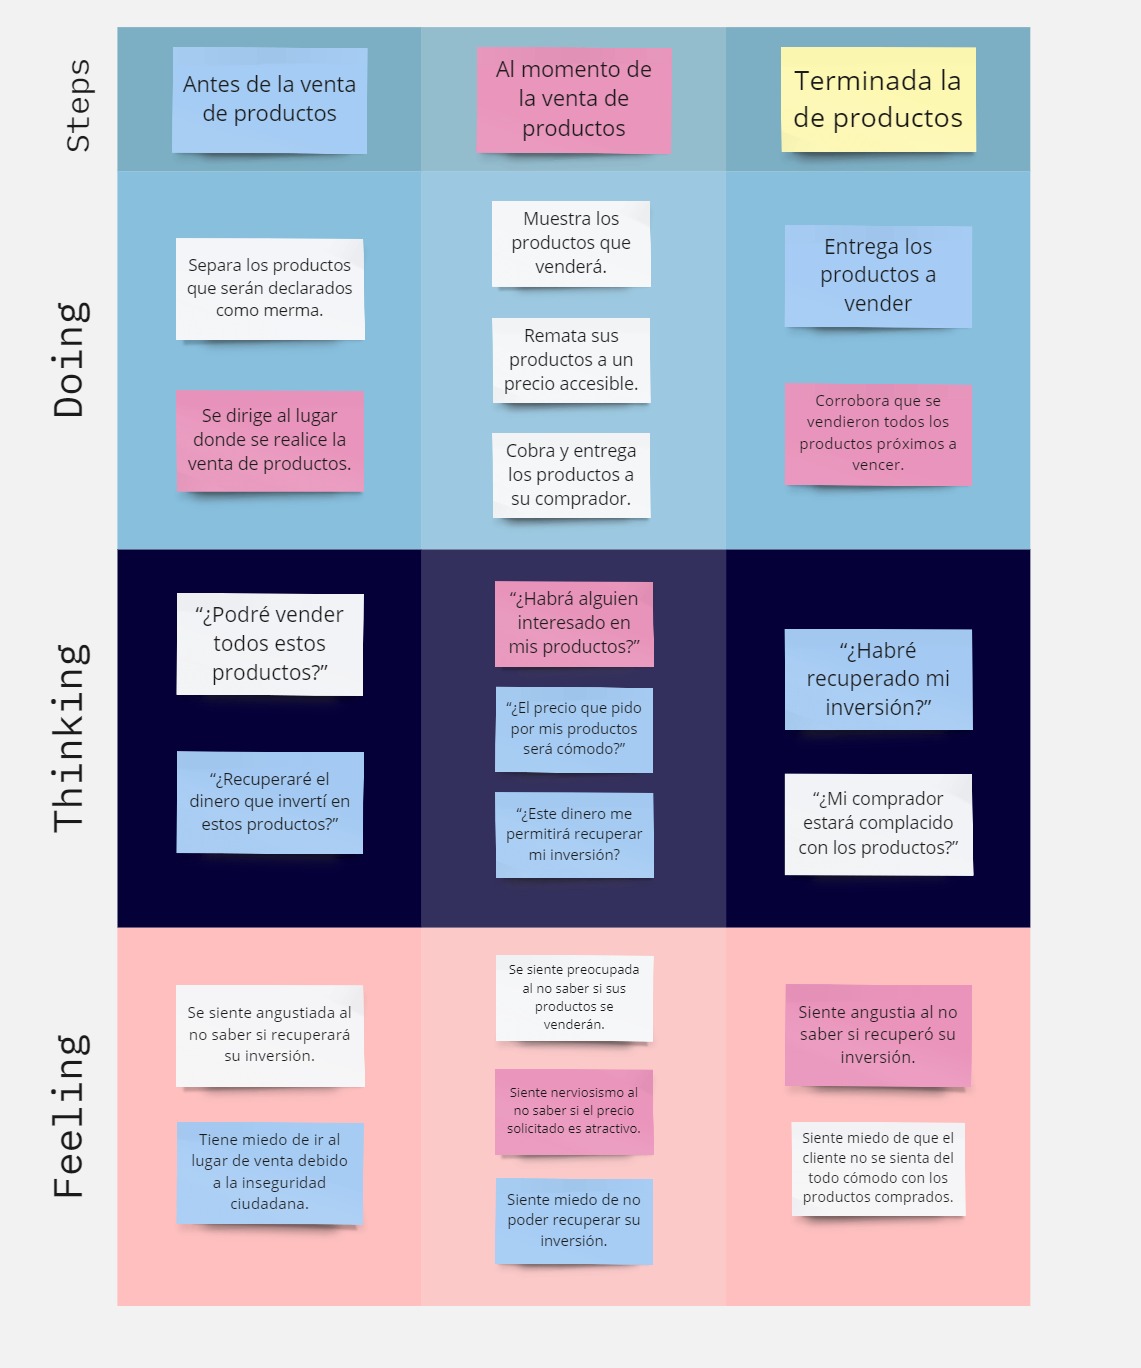 Steps
Antes de la venta
de productos
Al momento de
la venta de
productos
Terminada la
de productos
Doing
Separa los productos
que serán declarados
como merma.
Se dirige al lugar
donde se realice la
venta de productos.
Muestra los
productos que
venderá.
Remata sus
productos a un
precio accesible.
Cobra y entrega
los productos a
su comprador.
Entrega los
productos a
vender
Corrobora que se
vendieron todos los
productos próximos a
vencer.
Thinking
“¿Podré vender
todos estos
productos?”
“¿Recuperaré el
dinero que invertí en
estos productos?”
“¿Habrá alguien
interesado en
mis productos?”
“¿El precio que pido
por mis productos
será cómodo?”
“¿Este dinero me
permitirá recuperar
mi inversión?
“¿Habré
recuperado mi
inversión?”
“¿Mi comprador
estará complacido
con los productos?”
Feeling
Se siente angustiada al
no saber si recuperará
su inversión.
Tiene miedo de ir al
lugar de venta debido
a la inseguridad
ciudadana.
Se siente preocupada
al no saber si sus
productos se
venderán.
Siente nerviosismo al
no saber si el precio
solicitado es atractivo.
Siente miedo de no
poder recuperar su
inversión.
Siente angustia al no
saber si recuperó su
inversión.
Siente miedo de que el
cliente no se sienta del
todo cómodo con los
productos comprados.